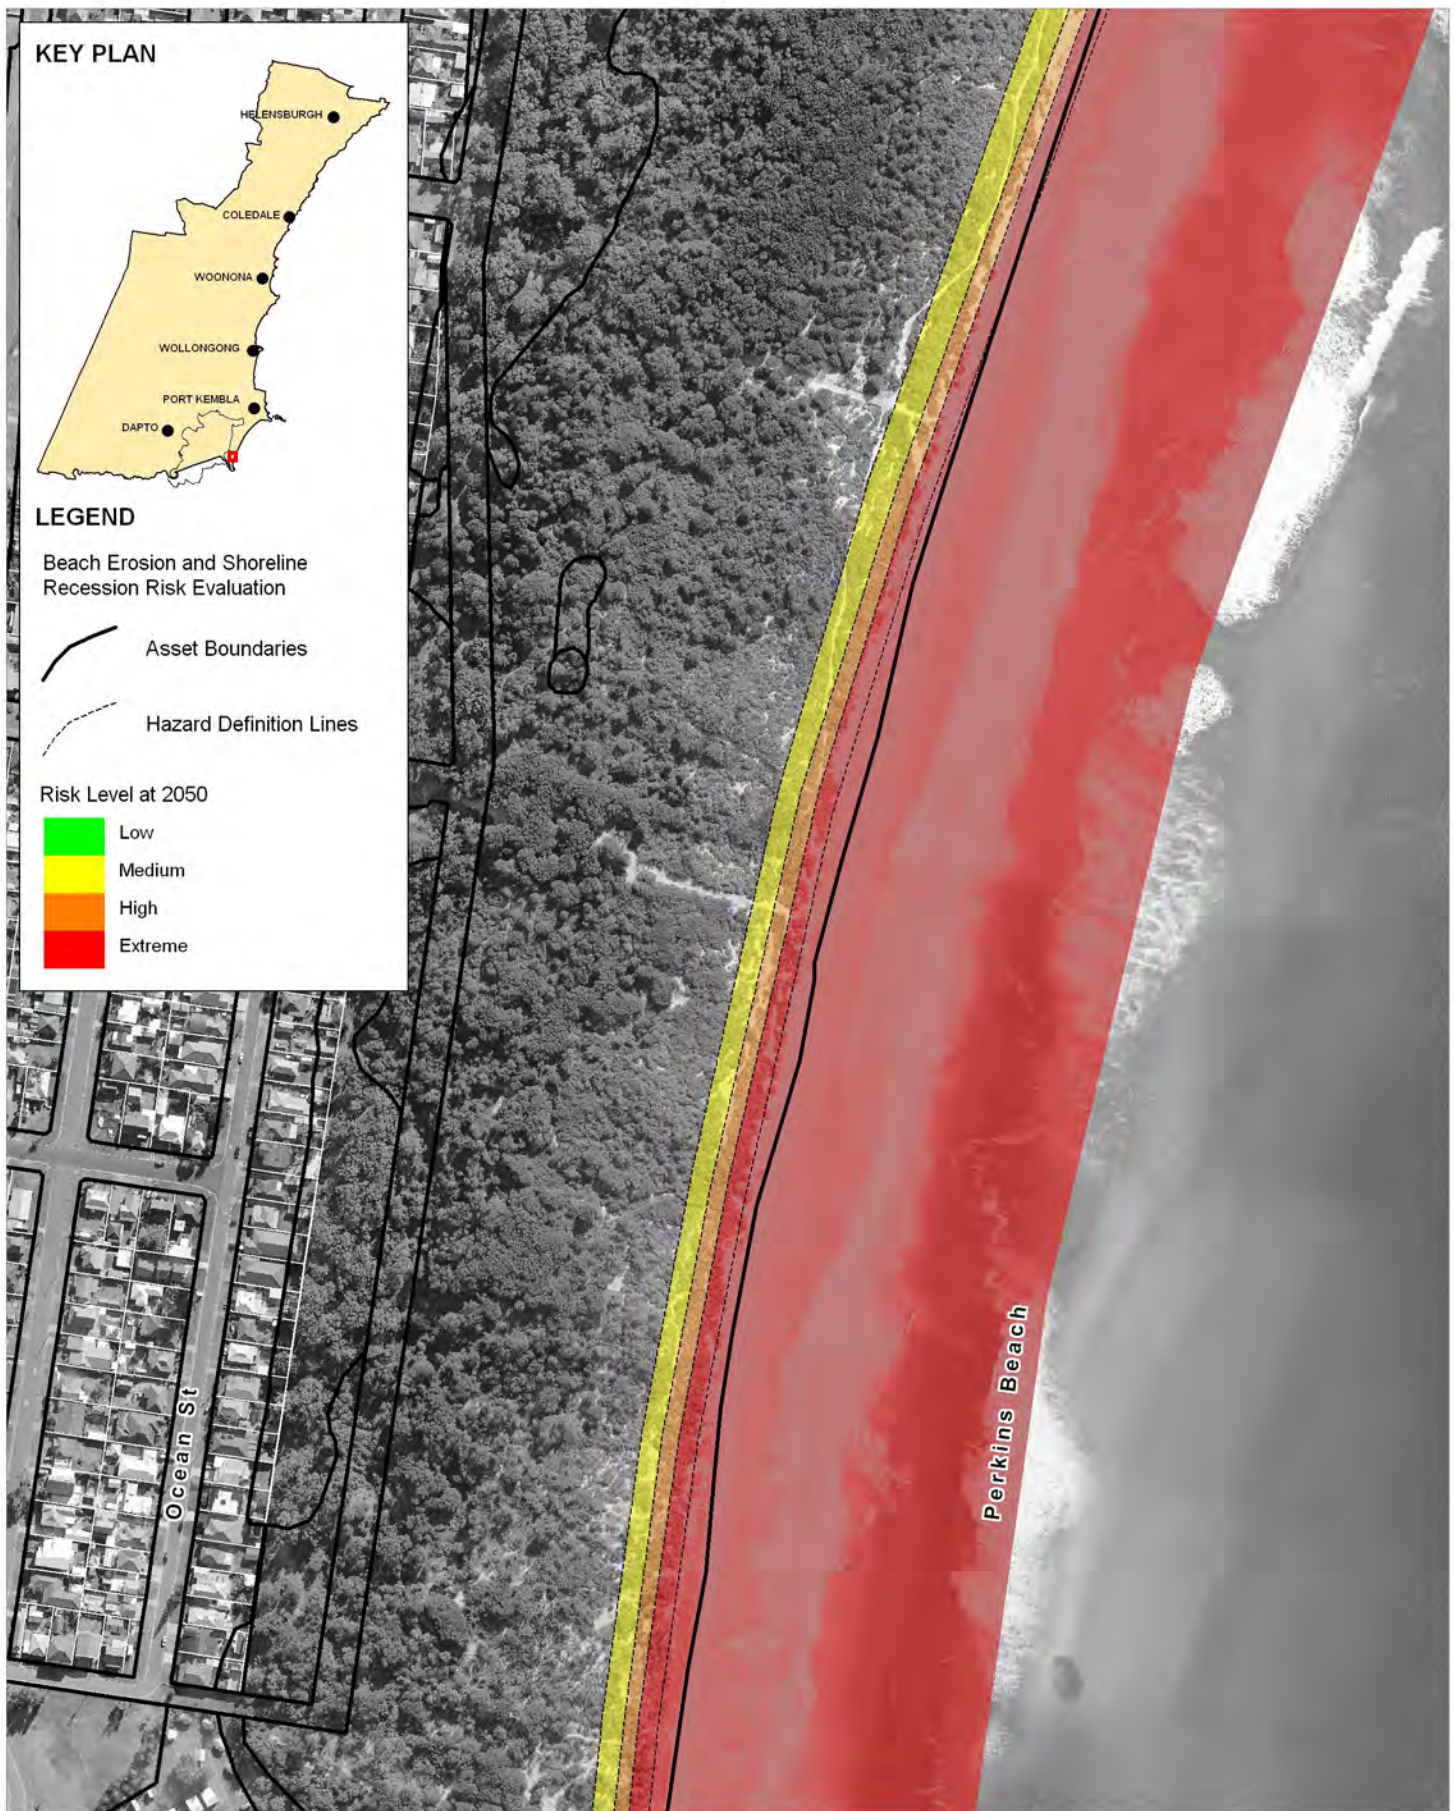 KEY PLAN
HELENSBURGH
COLEDALE
WOONONA
WOLLONGONG
PORT KEMBLA
DAPTO
LEGEND
Beach Erosion and Shoreline
Recession Risk Evaluation
Asset Boundaries
Hazard Definition Lines
Risk Level at 2050
Low
Medium
High
Extreme
Ocean St
Perkins Beach